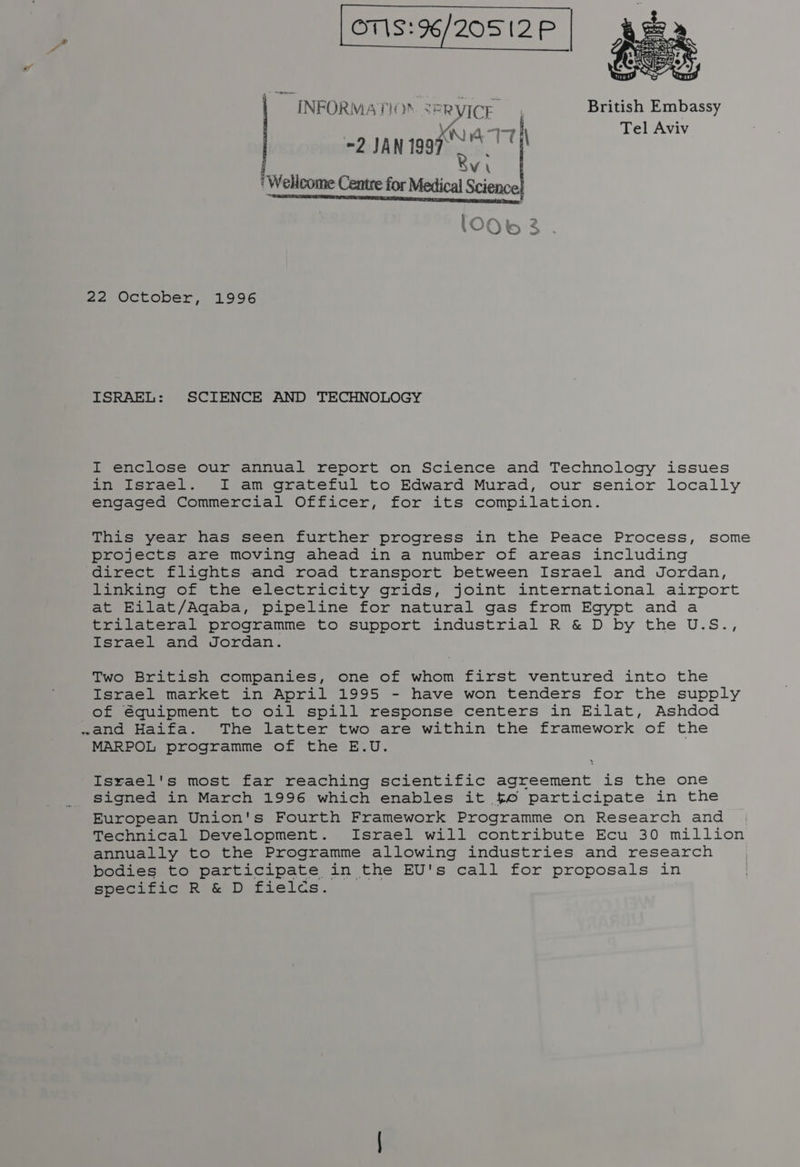 OTIS: 96/20512 P
INFORMATION SERVICE
-2 JAN 1997
Wellcome Centre for Medical Science
British Embassy
Tel Aviv
22 October, 1996
ISRAEL: SCIENCE AND TECHNOLOGY
I enclose our annual report on Science and Technology issues
in Israel. I am grateful to Edward Murad, our senior locally
engaged Commercial Officer, for its compilation.
This year has seen further progress in the Peace Process, some
projects are moving ahead in a number of areas including
direct flights and road transport between Israel and Jordan,
linking of the electricity grids, joint international airport
at Eilat/Aqaba, pipeline for natural gas from Egypt and a
trilateral programme to support industrial R & D by the U.S.,
Israel and Jordan.
Two British companies, one of whom first ventured into the
Israel market in April 1995 - have won tenders for the supply
of equipment to oil spill response centers in Eilat, Ashdod
and Haifa. The latter two are within the framework of the
MARPOL programme of the E.U.
Israel's most far reaching scientific agreement is the one
signed in March 1996 which enables it to participate in the
European Union's Fourth Framework Programme on Research and
Technical Development. Israel will contribute Ecu 30 million
annually to the Programme allowing industries and research
bodies to participate in the EU's call for proposals in
specific R & D fields.